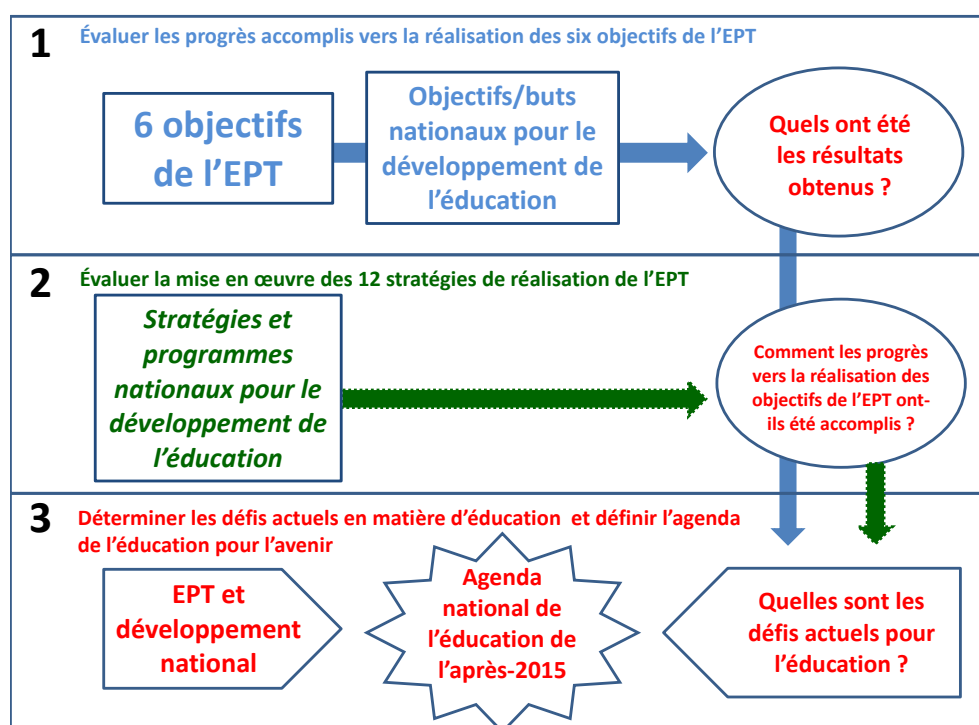 1
Évaluer les progrès accomplis vers la réalisation des six objectifs de l’EPT
6 objectifs
de l’EPT
Objectifs/buts
nationaux pour le
développement de
l’éducation
Quels ont été
les résultats
obtenus ?
2
Évaluer la mise en œuvre des 12 stratégies de réalisation de l’EPT
Stratégies et
programmes
nationaux pour le
développement de
l’éducation
Comment les progrès
vers la réalisation des
objectifs de l’EPT ont-
ils été accomplis ?
3
Déterminer les défis actuels en matière d’éducation et définir l’agenda
de l’éducation pour l’avenir
EPT et
développement
national
Agenda
national de
l’éducation de
l’après-2015
Quelles sont les
défis actuels pour
l’éducation ?